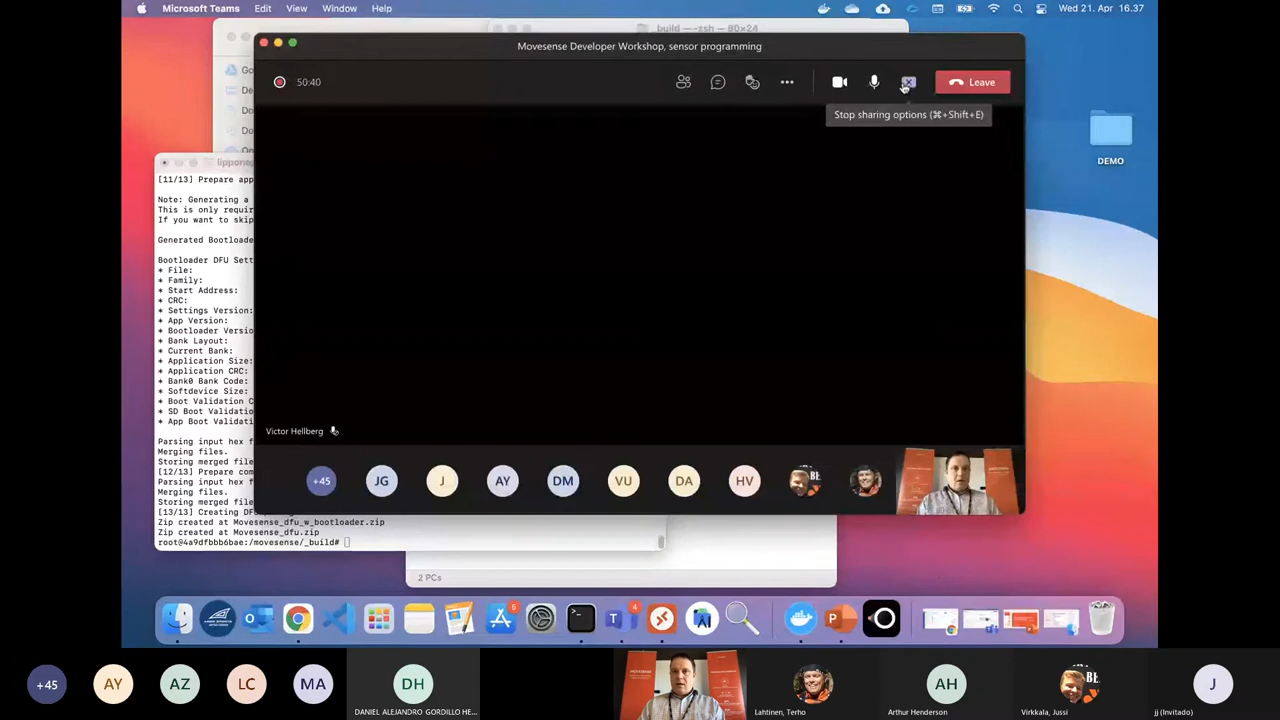 Microsoft Teams Edit View Window Help
Wed 21. Apr 16.37
_build — -zsh — 80×24
Movesense Developer Workshop, sensor programming
50:40
Leave
Stop sharing options (⌘+Shift+E)
DEMO
Go
De
Do
Do
[11/13] Prepare app
Note: Generating a
This is only requir
If you want to skip
Generated Bootloade
Bootloader DFU Sett
* File:
* Family:
* Start Address:
* CRC:
* Settings Version:
* App Version:
* Bootloader Versio
* Bank Layout:
* Current Bank:
* Application Size:
* Application CRC:
* Bank0 Bank Code:
* Softdevice Size:
* Boot Validation C
* SD Boot Validatio
* App Boot Validati
Parsing input hex f
Merging files.
Storing merged file
[12/13] Prepare com
Parsing input hex f
Merging files.
Storing merged file
[13/13] Creating DF
Zip created at Movesense_dfu_w_bootloader.zip
Zip created at Movesense_dfu.zip
root@4a9dfbbb6bae:/movesense/_build#
Victor Hellberg
+45 JG J AY DM VU DA HV
2 PCs
5
4
+45 AY AZ LC MA DH AH J
DANIEL ALEJANDRO GORDILLO HE...
Lahtinen, Terho
Arthur Henderson
Virkkala, Jussi
jj (Invitado)